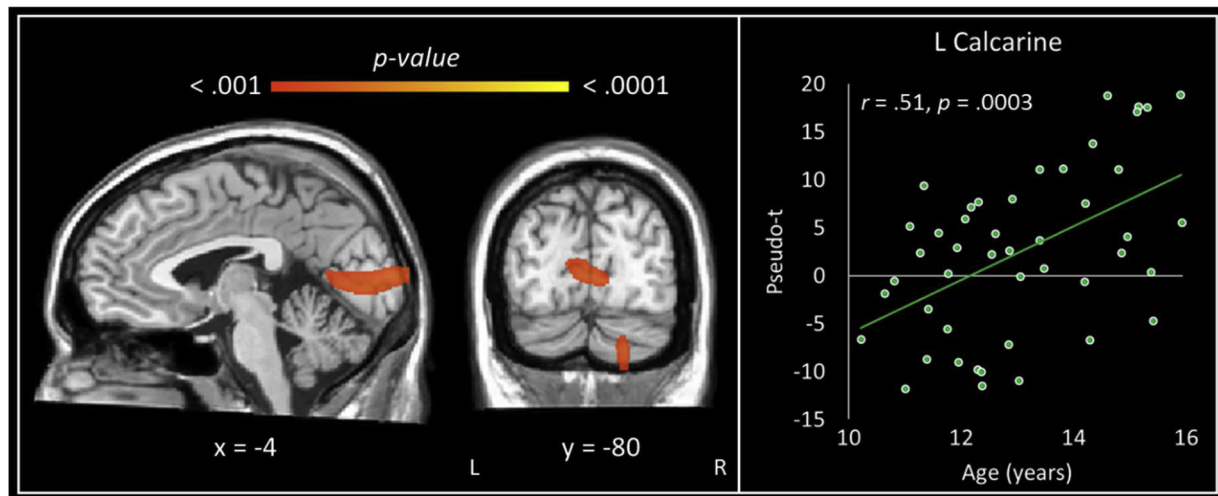 p-value
< .001
< .0001
x = -4
L
y = -80
R
L Calcarine
r = .51, p = .0003
Pseudo-t
20
15
10
5
0
-5
-10
-15
10
12
14
16
Age (years)